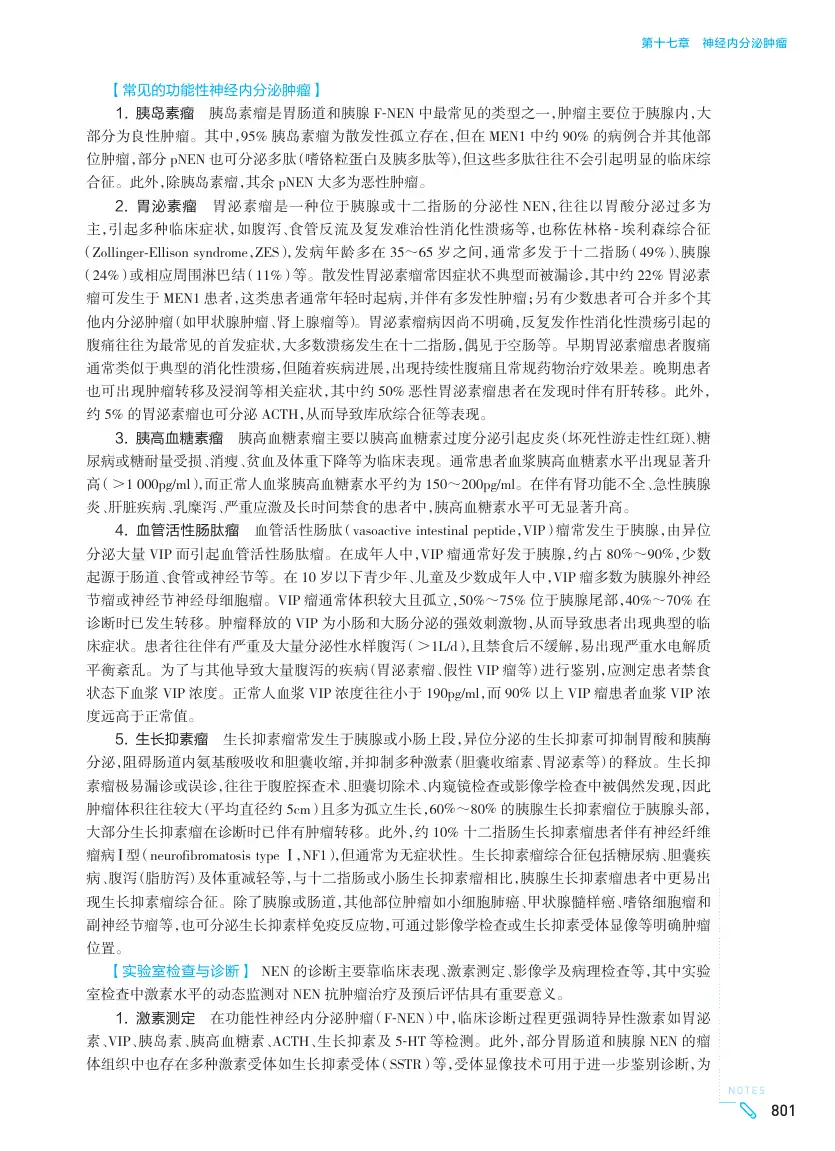 第十七章 神经内分泌肿瘤
【常见的功能性神经内分泌肿瘤】
1. 胰岛素瘤 胰岛素瘤是胃肠道和胰腺 F-NEN 中最常见的类型之一,肿瘤主要位于胰腺内,大
部分为良性肿瘤。其中,95% 胰岛素瘤为散发性孤立存在,但在 MEN1 中约 90% 的病例合并其他部
位肿瘤,部分 pNEN 也可分泌多肽(嗜铬粒蛋白及胰多肽等),但这些多肽往往不会引起明显的临床综
合征。此外,除胰岛素瘤,其余 pNEN 大多为恶性肿瘤。
2. 胃泌素瘤 胃泌素瘤是一种位于胰腺或十二指肠的分泌性 NEN,往往以胃酸分泌过多为
主,引起多种临床症状,如腹泻、食管反流及复发难治性消化性溃疡等,也称佐林格-埃利森综合征
(Zollinger-Ellison syndrome,ZES),发病年龄多在 35～65 岁之间,通常多发于十二指肠(49%)、胰腺
(24%)或相应周围淋巴结(11%)等。散发性胃泌素瘤常因症状不典型而被漏诊,其中约 22% 胃泌素
瘤可发生于 MEN1 患者,这类患者通常年轻时起病,并伴有多发性肿瘤;另有少数患者可合并多个其
他内分泌肿瘤(如甲状腺肿瘤、肾上腺瘤等)。胃泌素瘤病因尚不明确,反复发作性消化性溃疡引起的
腹痛往往为最常见的首发症状,大多数溃疡发生在十二指肠,偶见于空肠等。早期胃泌素瘤患者腹痛
通常类似于典型的消化性溃疡,但随着疾病进展,出现持续性腹痛且常规药物治疗效果差。晚期患者
也可出现肿瘤转移及浸润等相关症状,其中约 50% 恶性胃泌素瘤患者在发现时伴有肝转移。此外,
约 5% 的胃泌素瘤也可分泌 ACTH,从而导致库欣综合征等表现。
3. 胰高血糖素瘤 胰高血糖素瘤主要以胰高血糖素过度分泌引起皮炎(坏死性游走性红斑)、糖
尿病或糖耐量受损、消瘦、贫血及体重下降等为临床表现。通常患者血浆胰高血糖素水平出现显著升
高(＞1 000pg/ml),而正常人血浆胰高血糖素水平约为 150～200pg/ml。在伴有肾功能不全、急性胰腺
炎、肝脏疾病、乳糜泻、严重应激及长时间禁食的患者中,胰高血糖素水平可无显著升高。
4. 血管活性肠肽瘤 血管活性肠肽(vasoactive intestinal peptide,VIP)瘤常发生于胰腺,由异位
分泌大量 VIP 而引起血管活性肠肽瘤。在成年人中,VIP 瘤通常好发于胰腺,约占 80%～90%,少数
起源于肠道、食管或神经节等。在 10 岁以下青少年、儿童及少数成年人中,VIP 瘤多数为胰腺外神经
节瘤或神经节神经母细胞瘤。VIP 瘤通常体积较大且孤立,50%～75% 位于胰腺尾部,40%～70% 在
诊断时已发生转移。肿瘤释放的 VIP 为小肠和大肠分泌的强效刺激物,从而导致患者出现典型的临
床症状。患者往往伴有严重及大量分泌性水样腹泻(＞1L/d),且禁食后不缓解,易出现严重水电解质
平衡紊乱。为了与其他导致大量腹泻的疾病(胃泌素瘤、假性 VIP 瘤等)进行鉴别,应测定患者禁食
状态下血浆 VIP 浓度。正常人血浆 VIP 浓度往往小于 190pg/ml,而 90% 以上 VIP 瘤患者血浆 VIP 浓
度远高于正常值。
5. 生长抑素瘤 生长抑素瘤常发生于胰腺或小肠上段,异位分泌的生长抑素可抑制胃酸和胰酶
分泌,阻碍肠道内氨基酸吸收和胆囊收缩,并抑制多种激素(胆囊收缩素、胃泌素等)的释放。生长抑
素瘤极易漏诊或误诊,往往于腹腔探查术、胆囊切除术、内窥镜检查或影像学检查中被偶然发现,因此
肿瘤体积往往较大(平均直径约 5cm)且多为孤立生长,60%～80% 的胰腺生长抑素瘤位于胰腺头部,
大部分生长抑素瘤在诊断时已伴有肿瘤转移。此外,约 10% 十二指肠生长抑素瘤患者伴有神经纤维
瘤病Ⅰ型(neurofibromatosis type Ⅰ,NF1),但通常为无症状性。生长抑素瘤综合征包括糖尿病、胆囊疾
病、腹泻(脂肪泻)及体重减轻等,与十二指肠或小肠生长抑素瘤相比,胰腺生长抑素瘤患者中更易出
现生长抑素瘤综合征。除了胰腺或肠道,其他部位肿瘤如小细胞肺癌、甲状腺髓样癌、嗜铬细胞瘤和
副神经节瘤等,也可分泌生长抑素样免疫反应物,可通过影像学检查或生长抑素受体显像等明确肿瘤
位置。
【实验室检查与诊断】 NEN 的诊断主要靠临床表现、激素测定、影像学及病理检查等,其中实验
室检查中激素水平的动态监测对 NEN 抗肿瘤治疗及预后评估具有重要意义。
1. 激素测定 在功能性神经内分泌肿瘤(F-NEN)中,临床诊断过程更强调特异性激素如胃泌
素、VIP、胰岛素、胰高血糖素、ACTH、生长抑素及 5-HT 等检测。此外,部分胃肠道和胰腺 NEN 的瘤
体组织中也存在多种激素受体如生长抑素受体(SSTR)等,受体显像技术可用于进一步鉴别诊断,为
NOTES
801